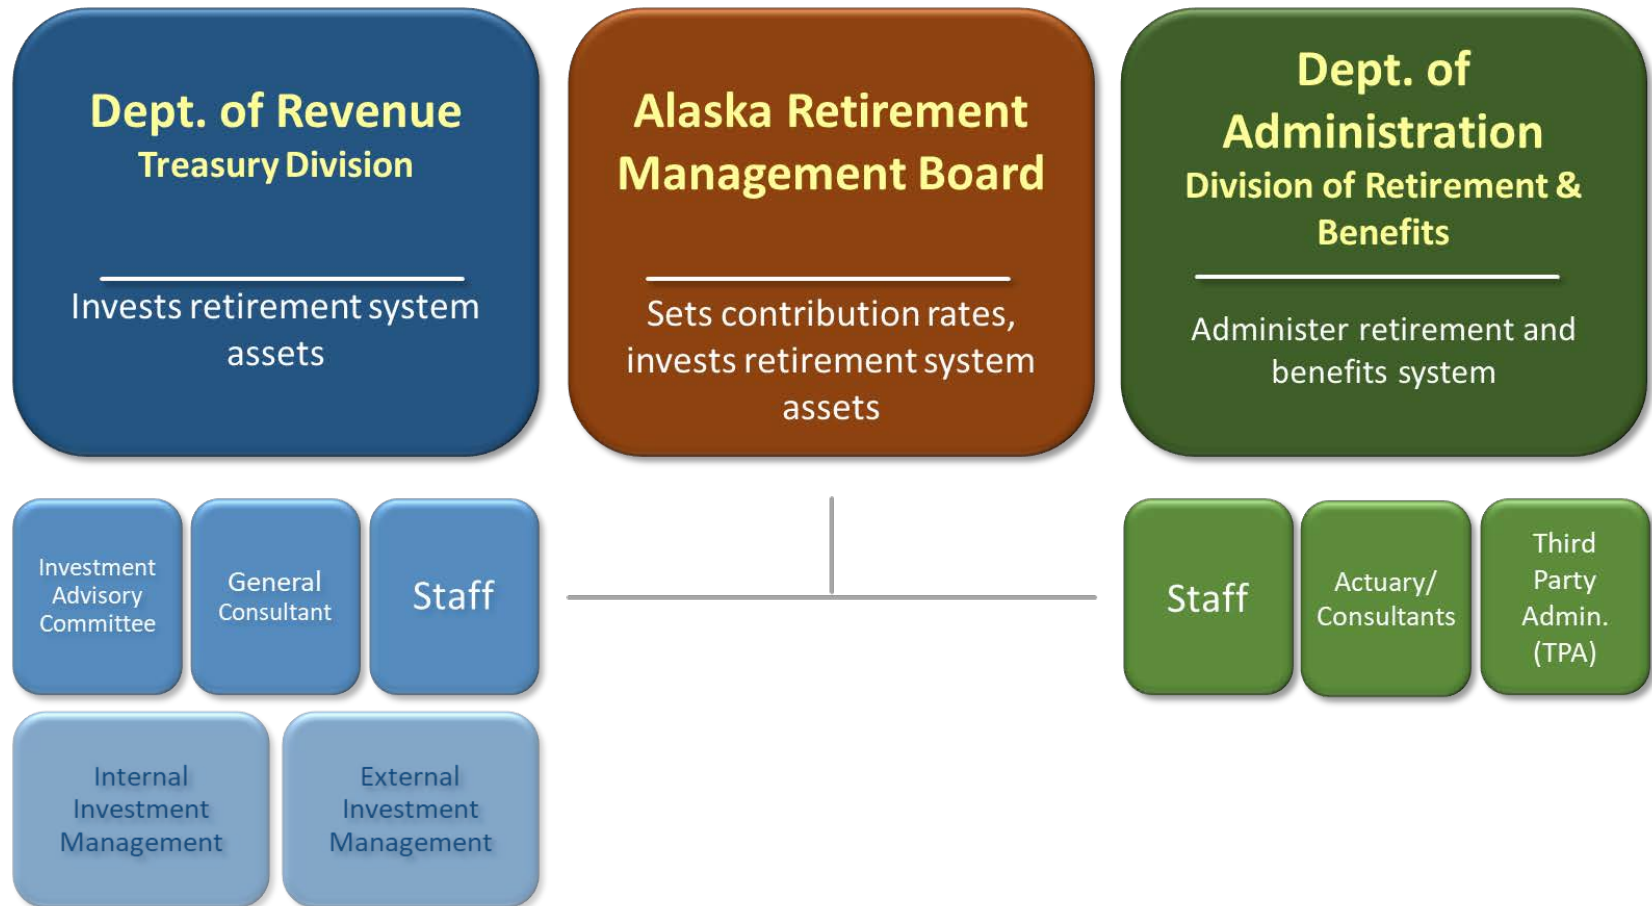 Dept. of Revenue
Treasury Division
Invests retirement system
assets
Alaska Retirement
Management Board
Sets contribution rates,
invests retirement system
assets
Dept. of
Administration
Division of Retirement &
Benefits
Administer retirement and
benefits system
Investment
Advisory
Committee
General
Consultant
Staff
Staff
Actuary/
Consultants
Third
Party
Admin.
(TPA)
Internal
Investment
Management
External
Investment
Management